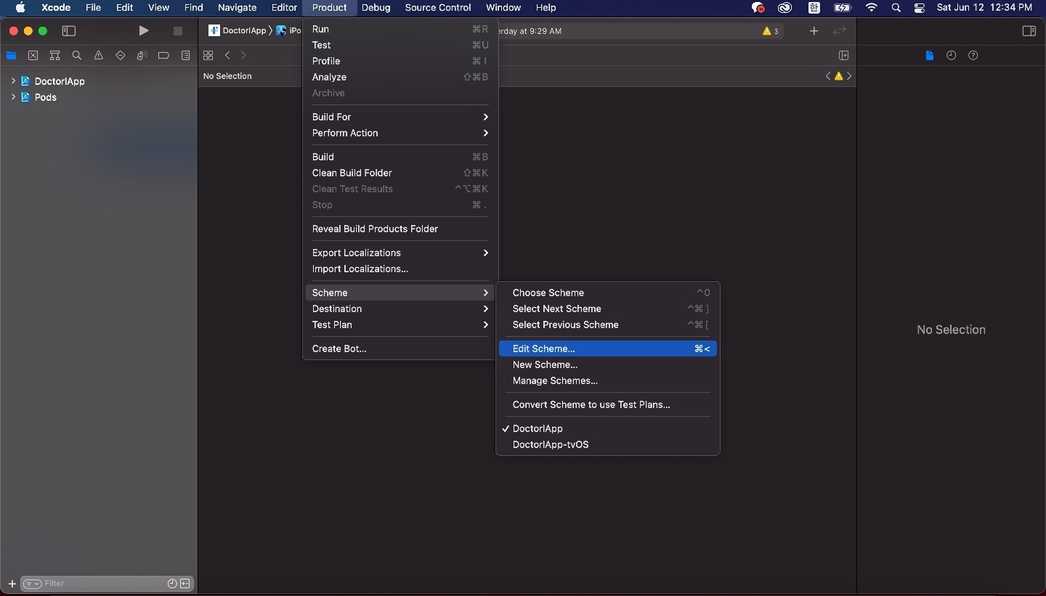 Xcode File Edit View Find Navigate Editor Product Debug Source Control Window Help Sat Jun 12 12:34 PM
DoctorIApp iPo
erday at 9:29 AM
3
No Selection
DoctorIApp
Pods
Run ⌘R
Test ⌘U
Profile ⌘I
Analyze ⇧⌘B
Archive
Build For
Perform Action
Build ⌘B
Clean Build Folder ⇧⌘K
Clean Test Results ^⌥⌘K
Stop ⌘.
Reveal Build Products Folder
Export Localizations
Import Localizations...
Scheme
Destination
Test Plan
Create Bot...
Choose Scheme ^0
Select Next Scheme ^⌘]
Select Previous Scheme ^⌘[
Edit Scheme... ⌘<
New Scheme...
Manage Schemes...
Convert Scheme to use Test Plans...
DoctorIApp
DoctorIApp-tvOS
No Selection
Filter